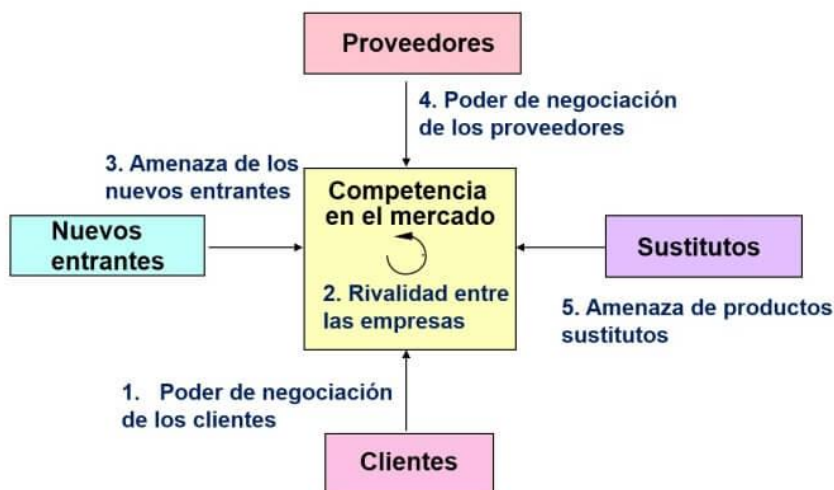 Proveedores
4. Poder de negociación
de los proveedores
3. Amenaza de los
nuevos entrantes
Competencia
en el mercado
Nuevos
entrantes
Sustitutos
2. Rivalidad entre
las empresas
5. Amenaza de productos
sustitutos
1. Poder de negociación
de los clientes
Clientes